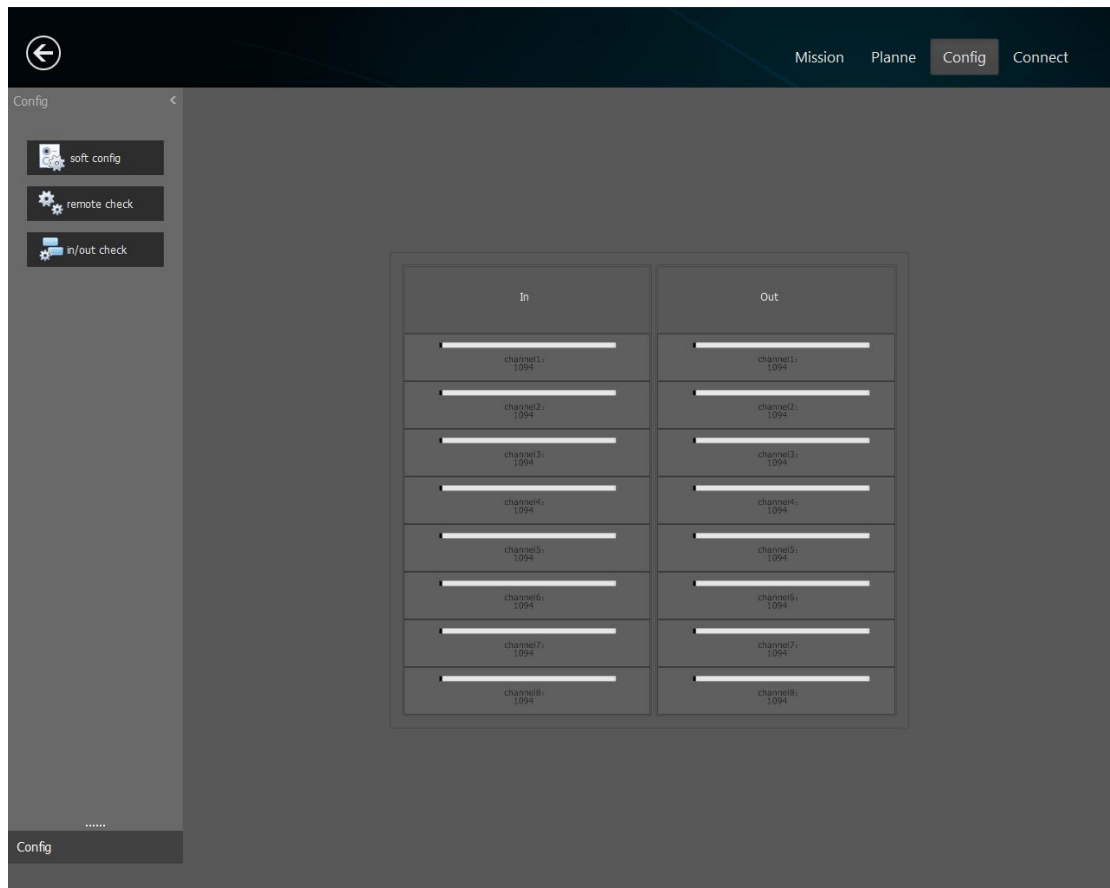 Mission Planne Config Connect
Config
soft config
remote check
in/out check
In Out
channel1: channel1:
1094 1094
channel2: channel2:
1094 1094
channel3: channel3:
1094 1094
channel4: channel4:
1094 1094
channel5: channel5:
1094 1094
channel6: channel6:
1094 1094
channel7: channel7:
1094 1094
channel8: channel8:
1094 1094
Config